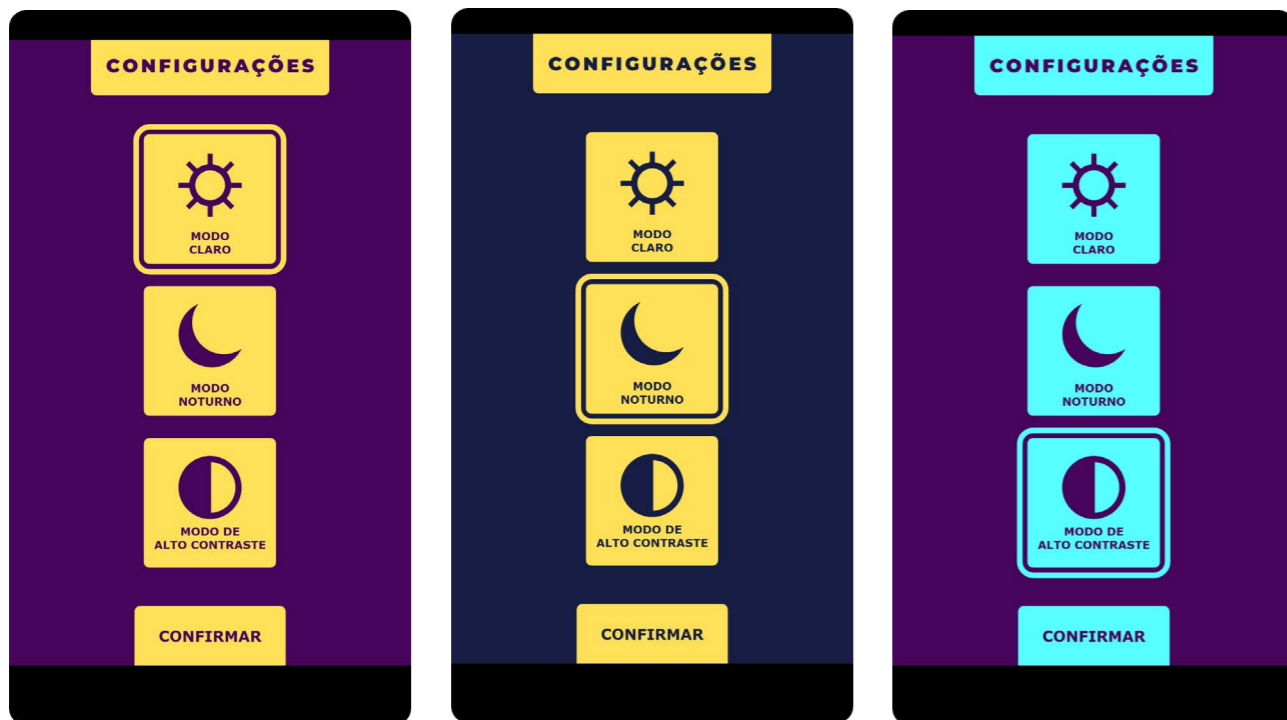 CONFIGURAÇÕES
MODO
CLARO
MODO
NOTURNO
MODO DE
ALTO CONTRASTE
CONFIRMAR
CONFIGURAÇÕES
MODO
CLARO
MODO
NOTURNO
MODO DE
ALTO CONTRASTE
CONFIRMAR
CONFIGURAÇÕES
MODO
CLARO
MODO
NOTURNO
MODO DE
ALTO CONTRASTE
CONFIRMAR